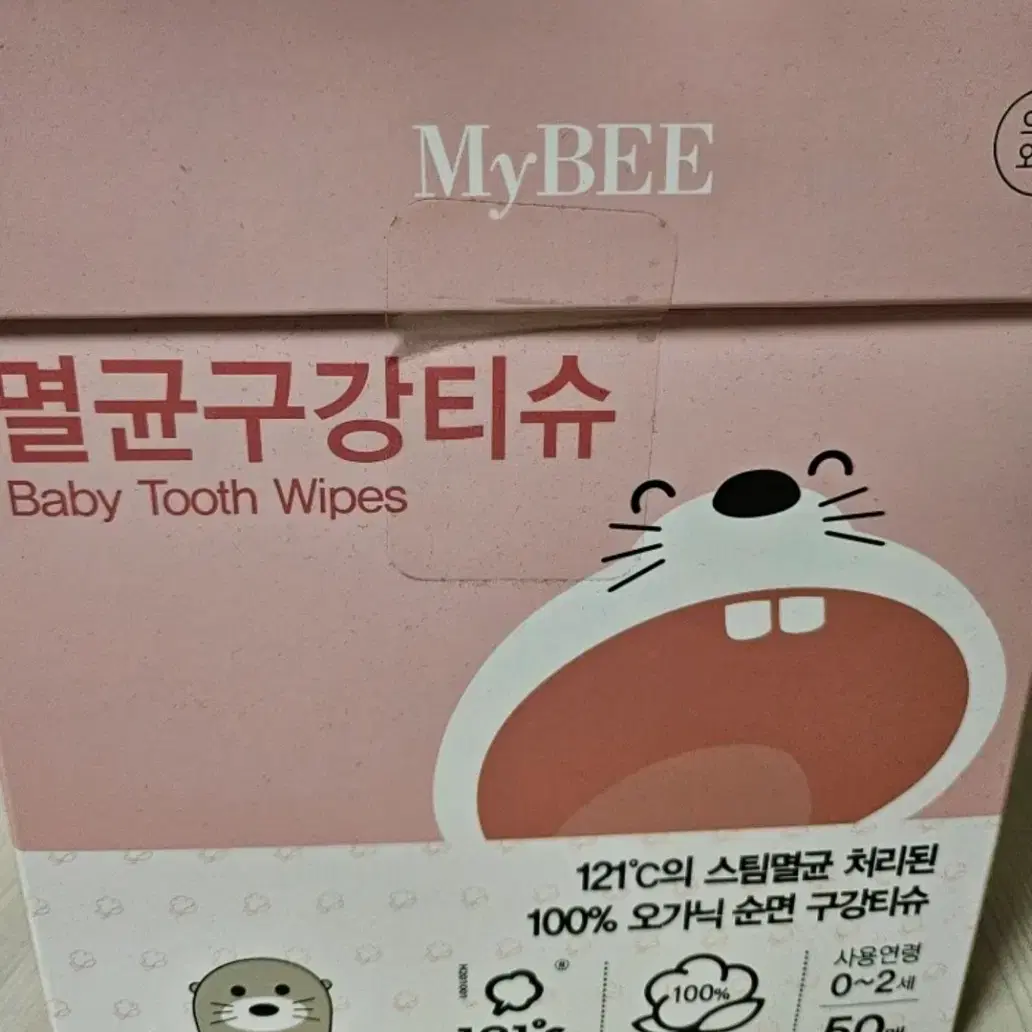 MyBEE
멸균구강티슈
Baby Tooth Wipes
121℃의 스팀멸균 처리된
100% 오가닉 순면 구강티슈
100%
사용연령
0~2세